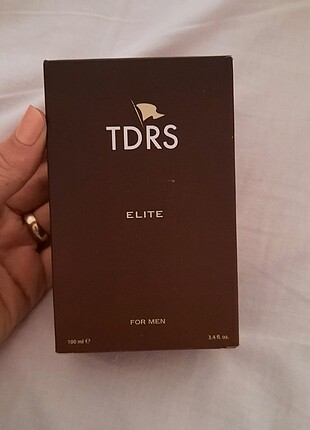 TDRS
ELITE
FOR MEN
100 ml ℮ 3.4 fl. oz.